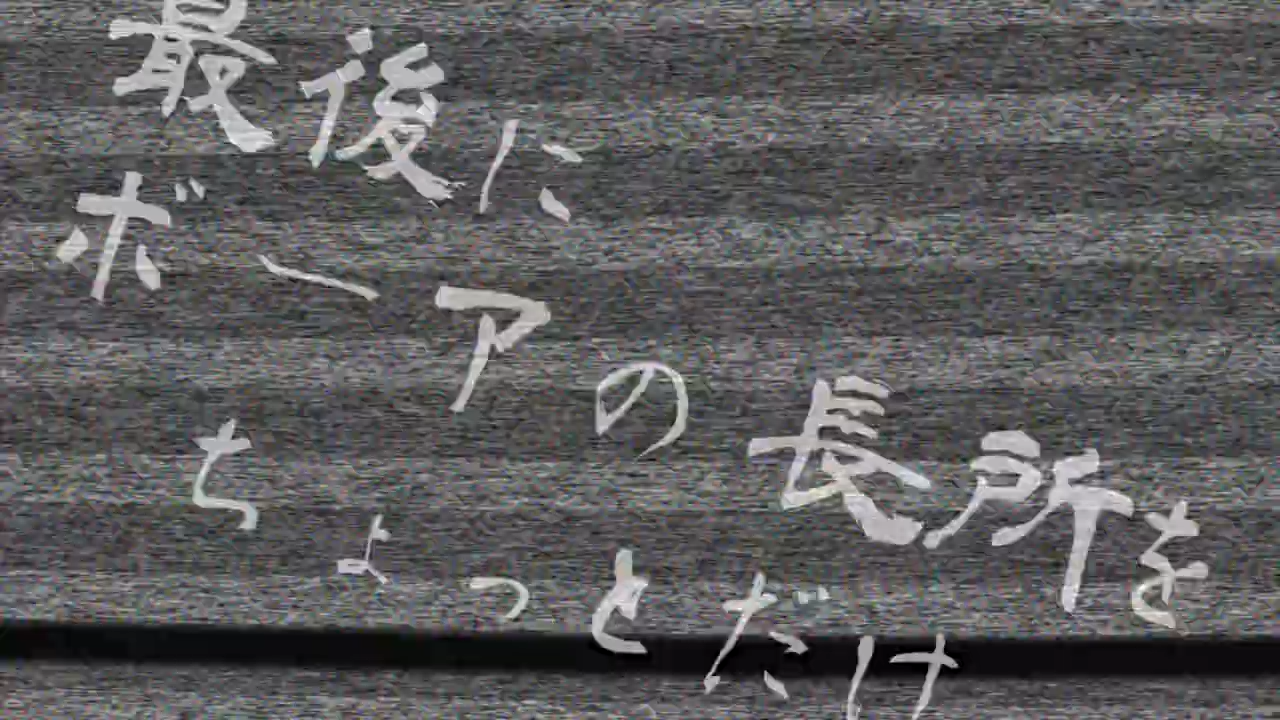 最後に
ボーアの長所を
ちょっとだけ